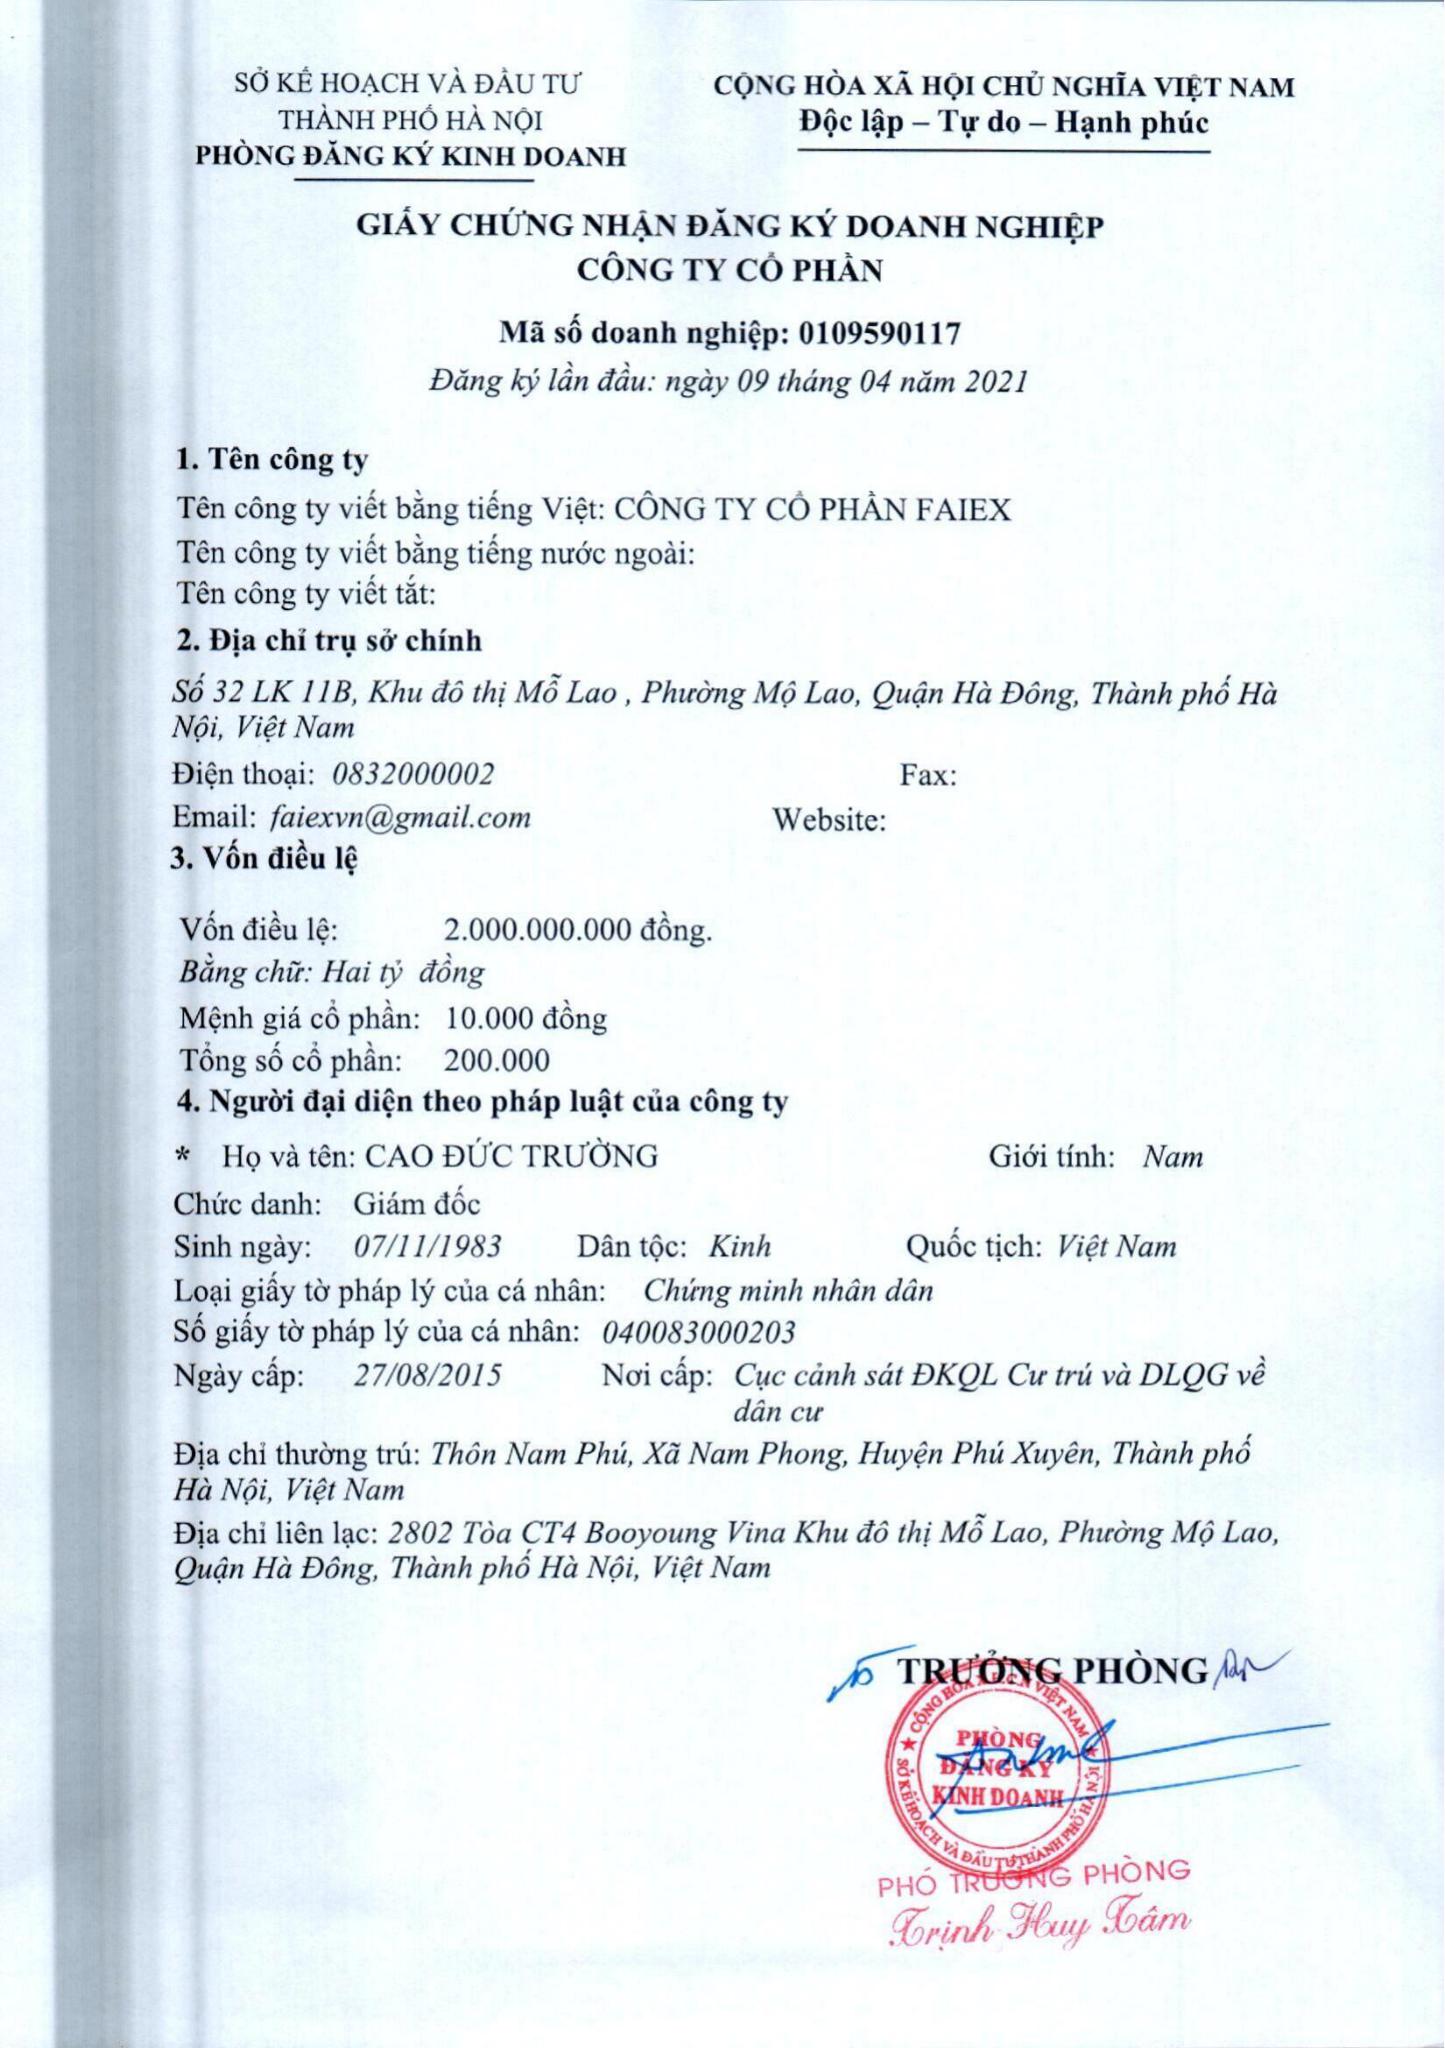 SỞ KẾ HOẠCH VÀ ĐẦU TƯ
THÀNH PHỐ HÀ NỘI
PHÒNG ĐĂNG KÝ KINH DOANH
CỘNG HÒA XÃ HỘI CHỦ NGHĨA VIỆT NAM
Độc lập – Tự do – Hạnh phúc
GIẤY CHỨNG NHẬN ĐĂNG KÝ DOANH NGHIỆP
CÔNG TY CỔ PHẦN
Mã số doanh nghiệp: 0109590117
Đăng ký lần đầu: ngày 09 tháng 04 năm 2021
1. Tên công ty
Tên công ty viết bằng tiếng Việt: CÔNG TY CỔ PHẦN FAIEX
Tên công ty viết bằng tiếng nước ngoài:
Tên công ty viết tắt:
2. Địa chỉ trụ sở chính
Số 32 LK 11B, Khu đô thị Mỗ Lao , Phường Mộ Lao, Quận Hà Đông, Thành phố Hà
Nội, Việt Nam
Điện thoại: 0832000002 Fax:
Email: faiexvn@gmail.com Website:
3. Vốn điều lệ
Vốn điều lệ: 2.000.000.000 đồng.
Bằng chữ: Hai tỷ đồng
Mệnh giá cổ phần: 10.000 đồng
Tổng số cổ phần: 200.000
4. Người đại diện theo pháp luật của công ty
* Họ và tên: CAO ĐỨC TRƯỜNG Giới tính: Nam
Chức danh: Giám đốc
Sinh ngày: 07/11/1983 Dân tộc: Kinh Quốc tịch: Việt Nam
Loại giấy tờ pháp lý của cá nhân: Chứng minh nhân dân
Số giấy tờ pháp lý của cá nhân: 040083000203
Ngày cấp: 27/08/2015 Nơi cấp: Cục cảnh sát ĐKQL Cư trú và DLQG về
dân cư
Địa chỉ thường trú: Thôn Nam Phú, Xã Nam Phong, Huyện Phú Xuyên, Thành phố
Hà Nội, Việt Nam
Địa chỉ liên lạc: 2802 Tòa CT4 Booyoung Vina Khu đô thị Mỗ Lao, Phường Mộ Lao,
Quận Hà Đông, Thành phố Hà Nội, Việt Nam
TRƯỞNG PHÒNG
CỘNG HÒA X.H.C.N VIỆT NAM
PHÒNG
ĐĂNG KÝ
KINH DOANH
SỞ KẾ HOẠCH VÀ ĐẦU TƯ THÀNH PHỐ HÀ NỘI
PHÓ TRƯỞNG PHÒNG
Trịnh Huy Tâm